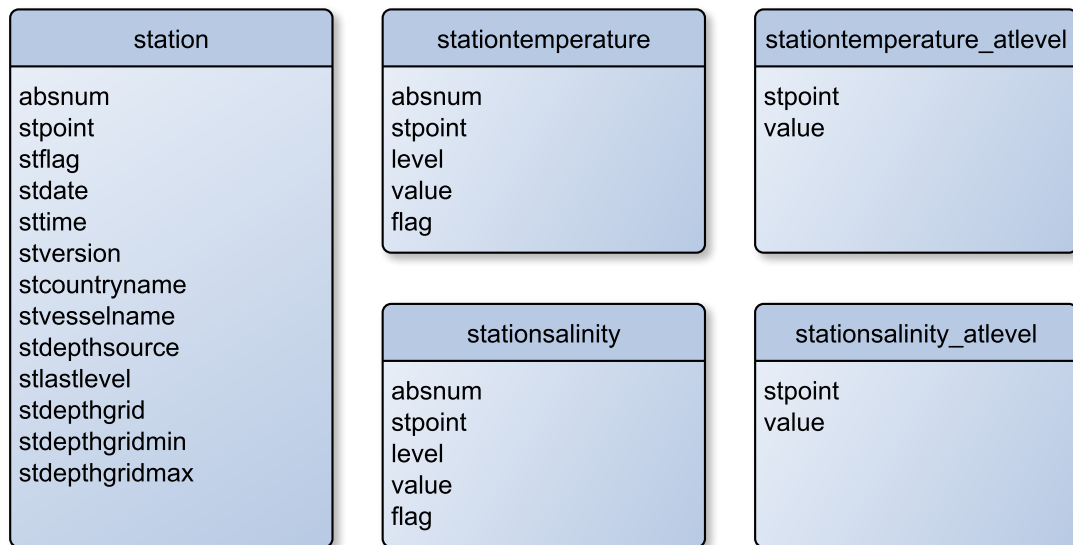 station
absnum
stpoint
stflag
stdate
sttime
stversion
stcountryname
stvesselname
stdepthsource
stlastlevel
stdepthgrid
stdepthgridmin
stdepthgridmax
stationtemperature
absnum
stpoint
level
value
flag
stationtemperature_atlevel
stpoint
value
stationsalinity
absnum
stpoint
level
value
flag
stationsalinity_atlevel
stpoint
value